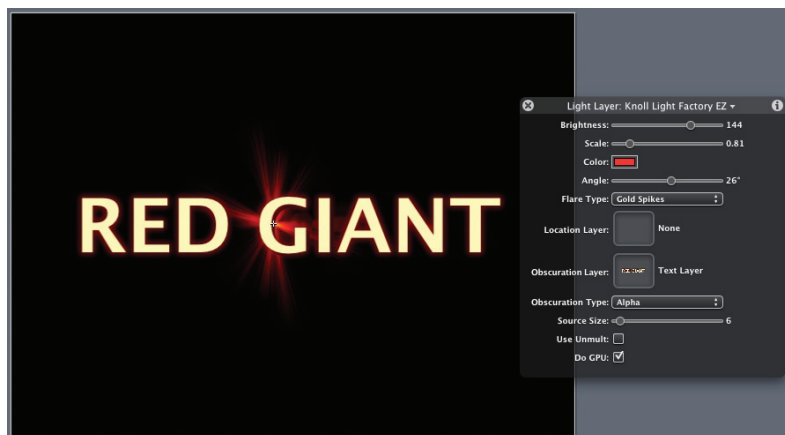 RED GIANT
Light Layer: Knoll Light Factory EZ
Brightness: 144
Scale: 0.81
Color:
Angle: 26°
Flare Type: Gold Spikes
Location Layer: None
Obscuration Layer: Text Layer
Obscuration Type: Alpha
Source Size: 6
Use Unmult:
Do GPU: